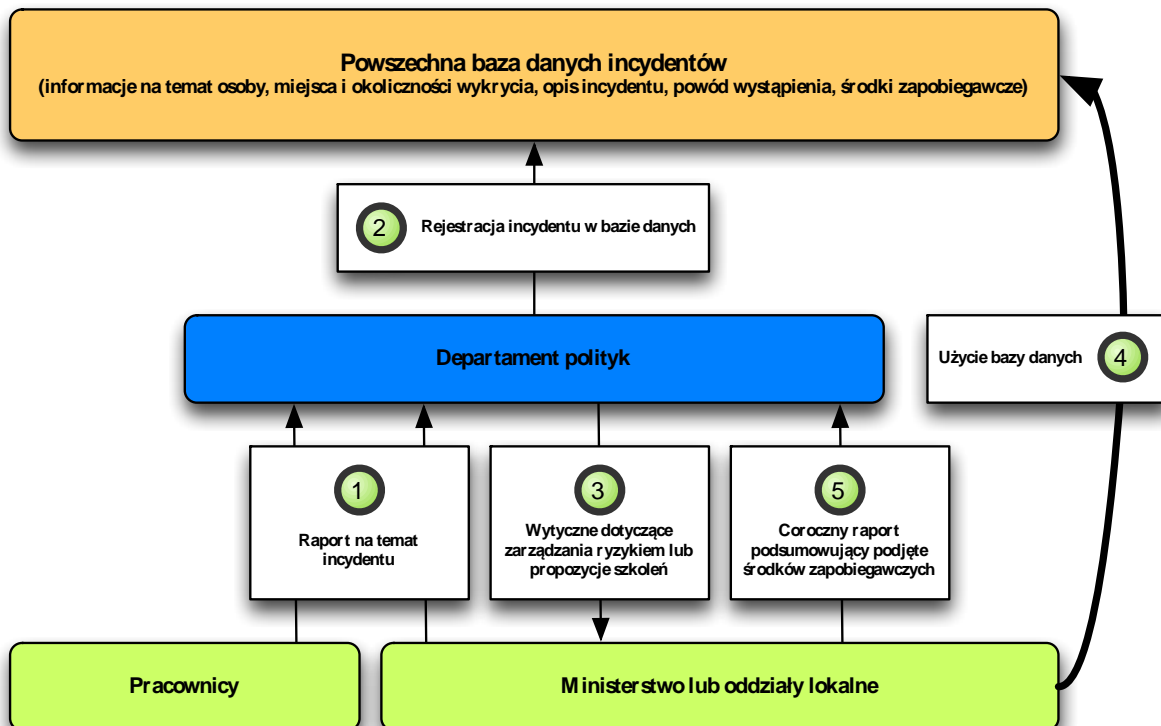 Powszechna baza danych incydentów
(informacje na temat osoby, miejsca i okoliczności wykrycia, opis incydentu, powód wystąpienia, środki zapobiegawcze)
2
Rejestracja incydentu w bazie danych
Departament polityk
Użycie bazy danych
4
1
Raport na temat
incydentu
3
Wytyczne dotyczące
zarządzania ryzykiem lub
propozycje szkoleń
5
Coroczny raport
podsumowujący podjęte
środków zapobiegawczych
Pracownicy
Ministerstwo lub oddziały lokalne